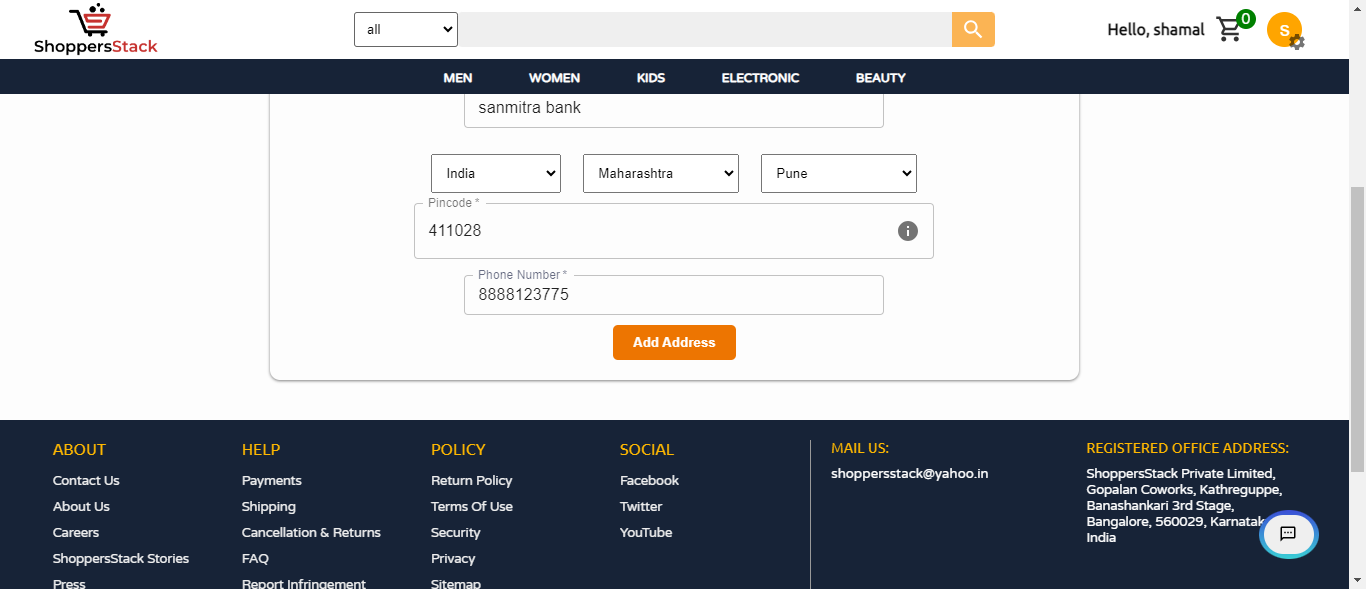 ShoppersStack
all
Hello, shamal
0
S
MEN WOMEN KIDS ELECTRONIC BEAUTY
sanmitra bank
India Maharashtra Pune
Pincode *
411028
Phone Number *
8888123775
Add Address
ABOUT
Contact Us
About Us
Careers
ShoppersStack Stories
Press
HELP
Payments
Shipping
Cancellation & Returns
FAQ
Report Infringement
POLICY
Return Policy
Terms Of Use
Security
Privacy
Sitemap
SOCIAL
Facebook
Twitter
YouTube
MAIL US:
shoppersstack@yahoo.in
REGISTERED OFFICE ADDRESS:
ShoppersStack Private Limited,
Gopalan Coworks, Kathreguppe,
Banashankari 3rd Stage,
Bangalore, 560029, Karnatak
India